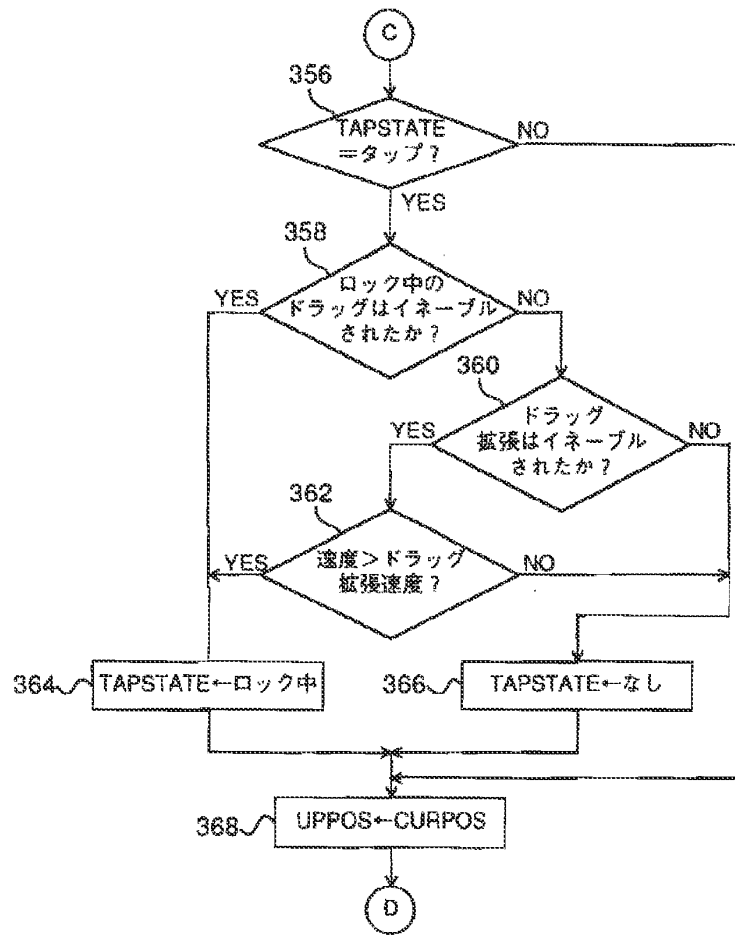 C
356
TAPSTATE
=タップ?
NO
YES
358
ロック中の
ドラッグはイネーブル
されたか?
YES
NO
360
ドラッグ
拡張はイネーブル
されたか?
YES
NO
362
速度>ドラッグ
拡張速度?
YES
NO
364
TAPSTATE←ロック中
366
TAPSTATE←なし
368
UPPOS←CURPOS
D